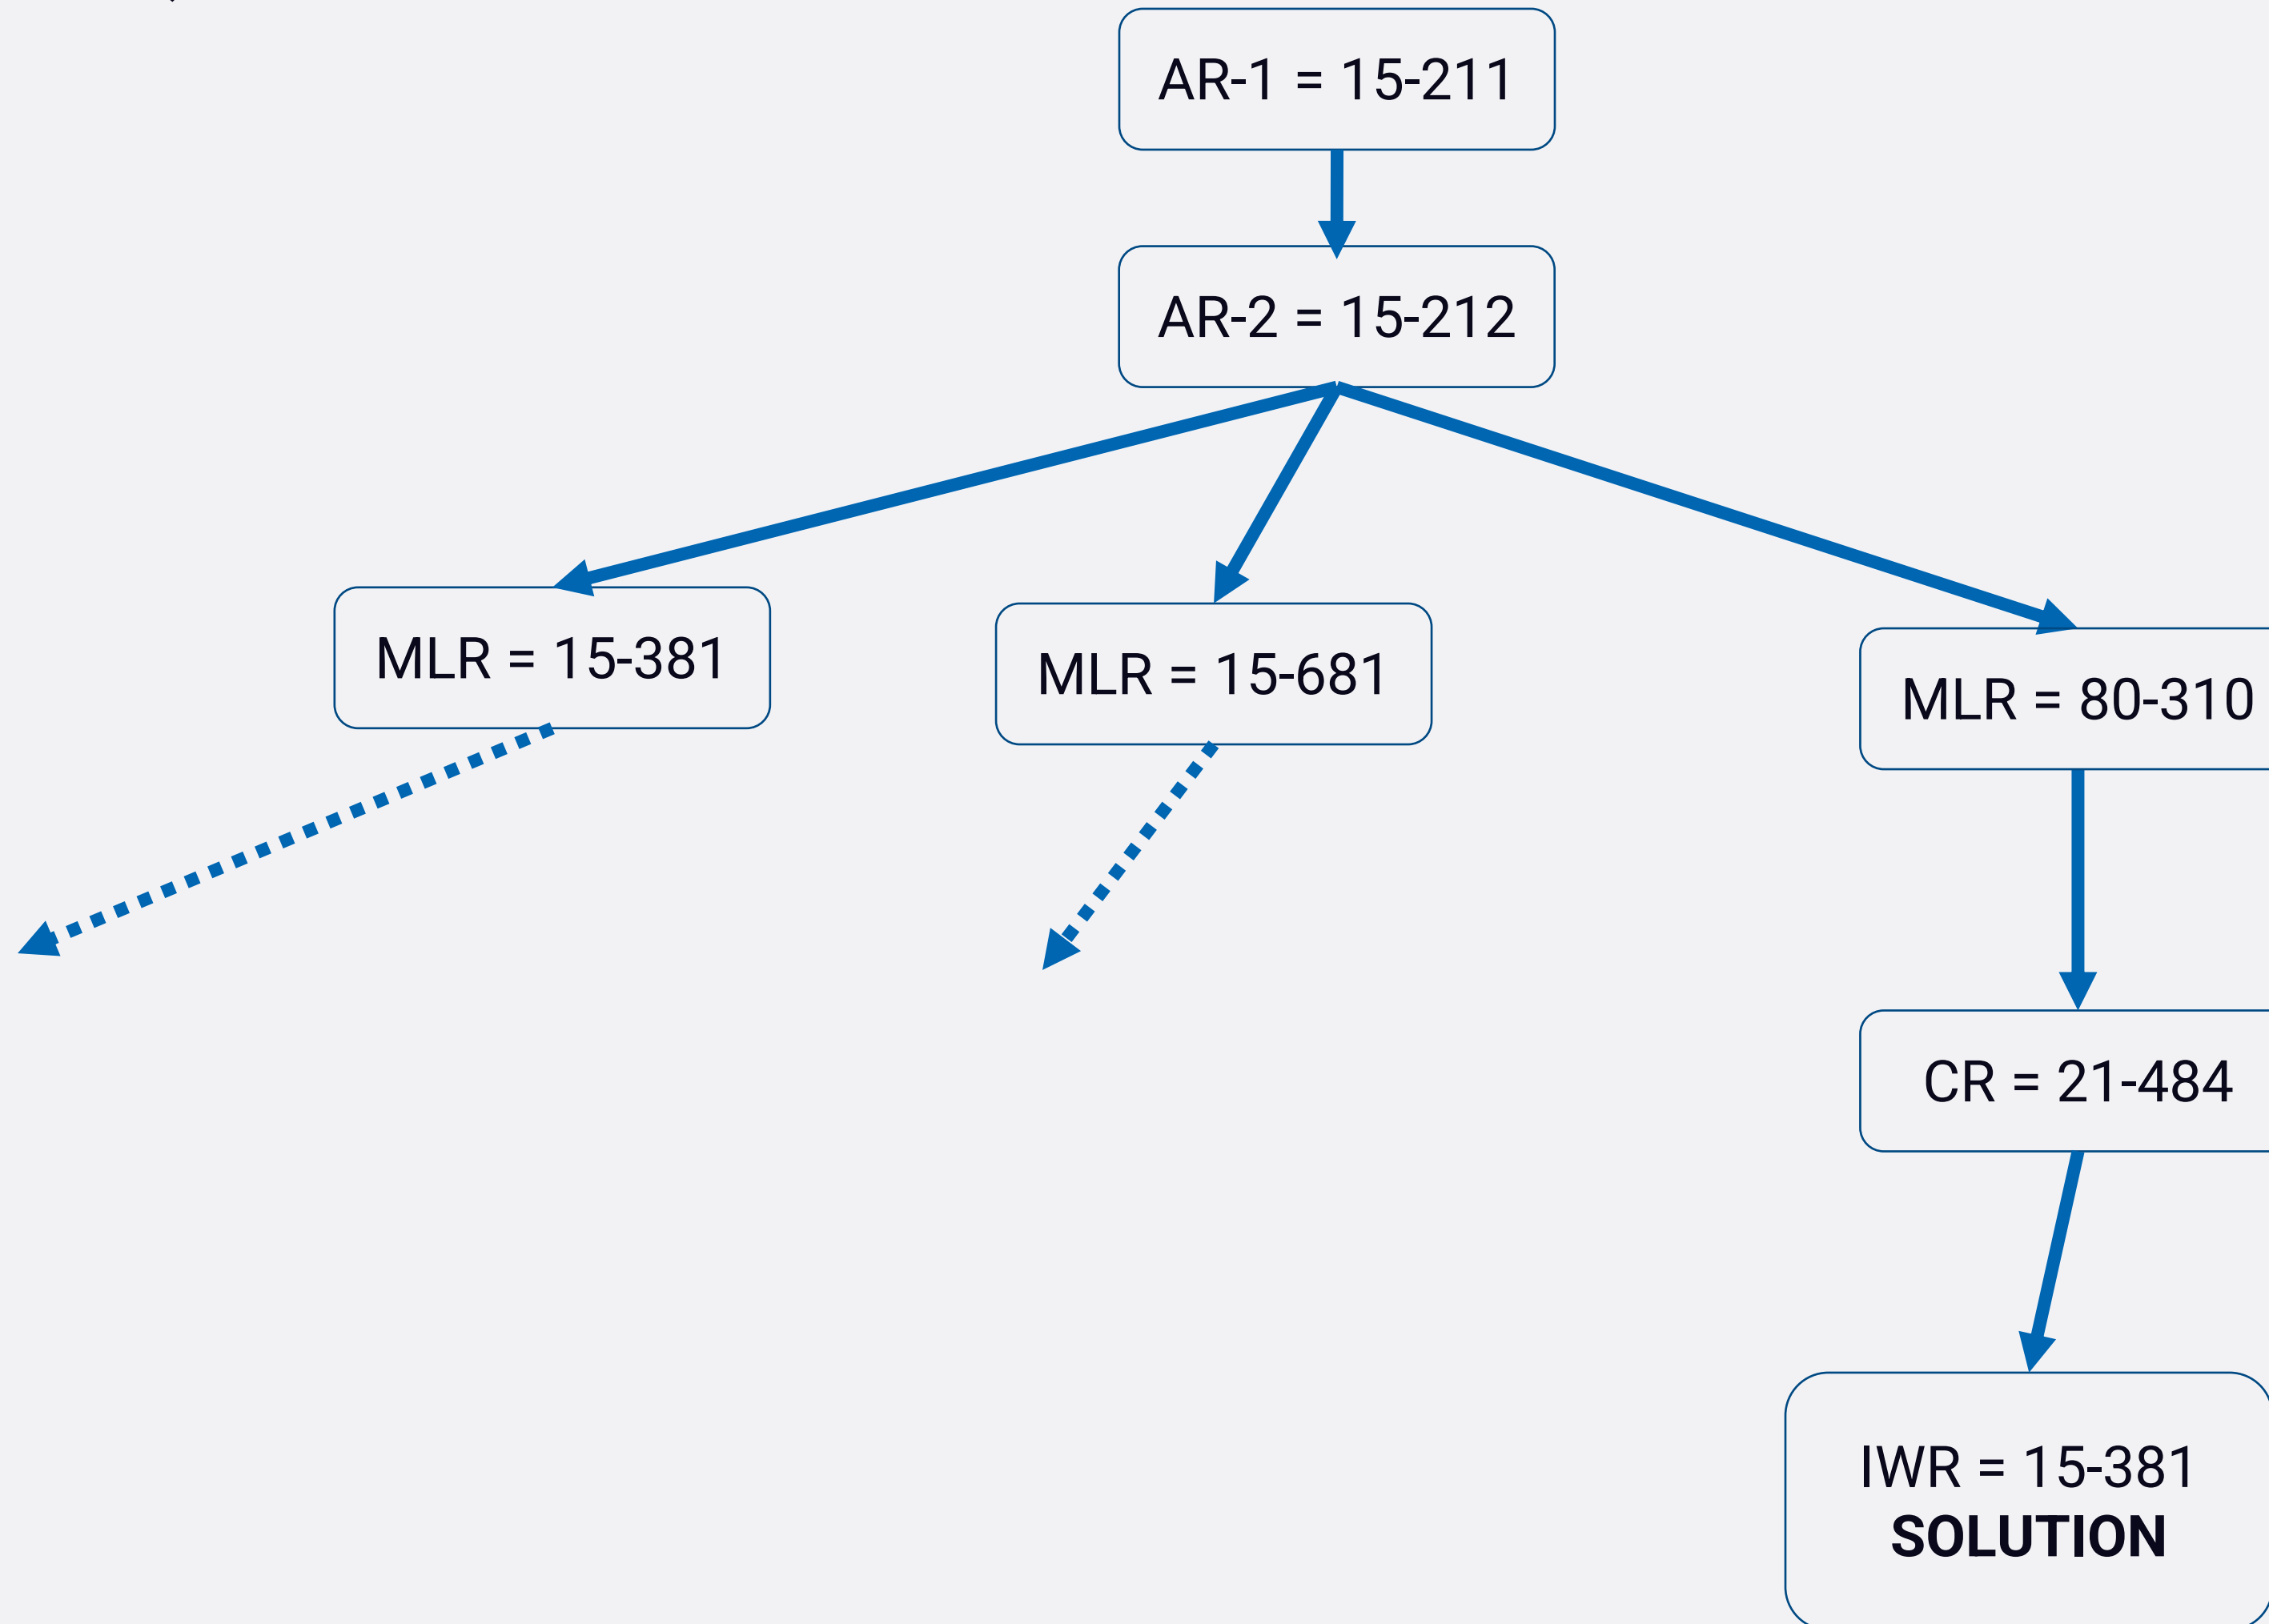 AR-1 = 15-211
AR-2 = 15-212
MLR = 15-381
MLR = 15-681
MLR = 80-310
CR = 21-484
IWR = 15-381
SOLUTION